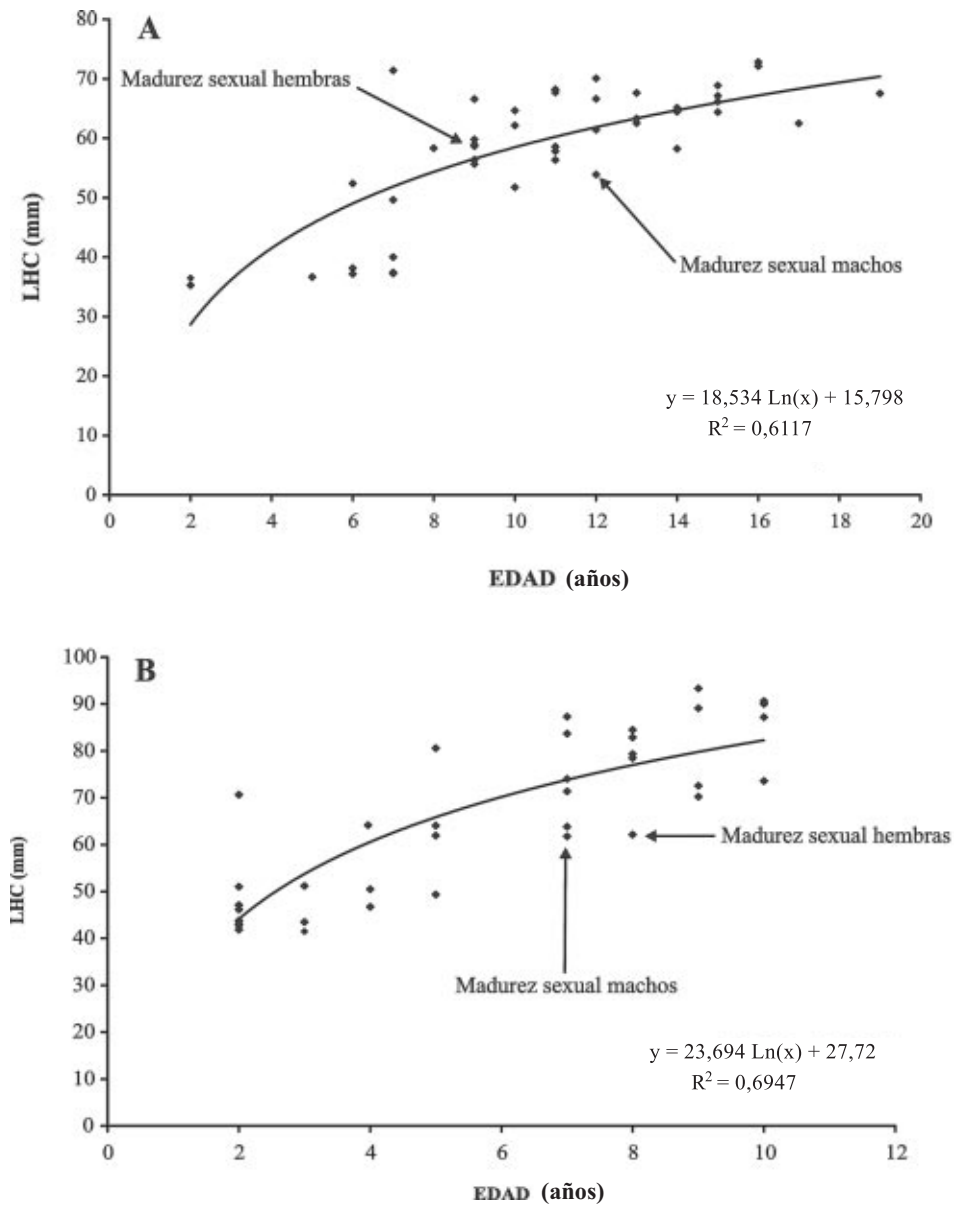 A
80
70
60
50
40
30
20
10
0
LHC (mm)
Madurez sexual hembras
Madurez sexual machos
y = 18,534 Ln(x) + 15,798
R² = 0,6117
0 2 4 6 8 10 12 14 16 18 20
EDAD (años)
B
100
90
80
70
60
50
40
30
20
10
0
LHC (mm)
Madurez sexual hembras
Madurez sexual machos
y = 23,694 Ln(x) + 27,72
R² = 0,6947
0 2 4 6 8 10 12
EDAD (años)